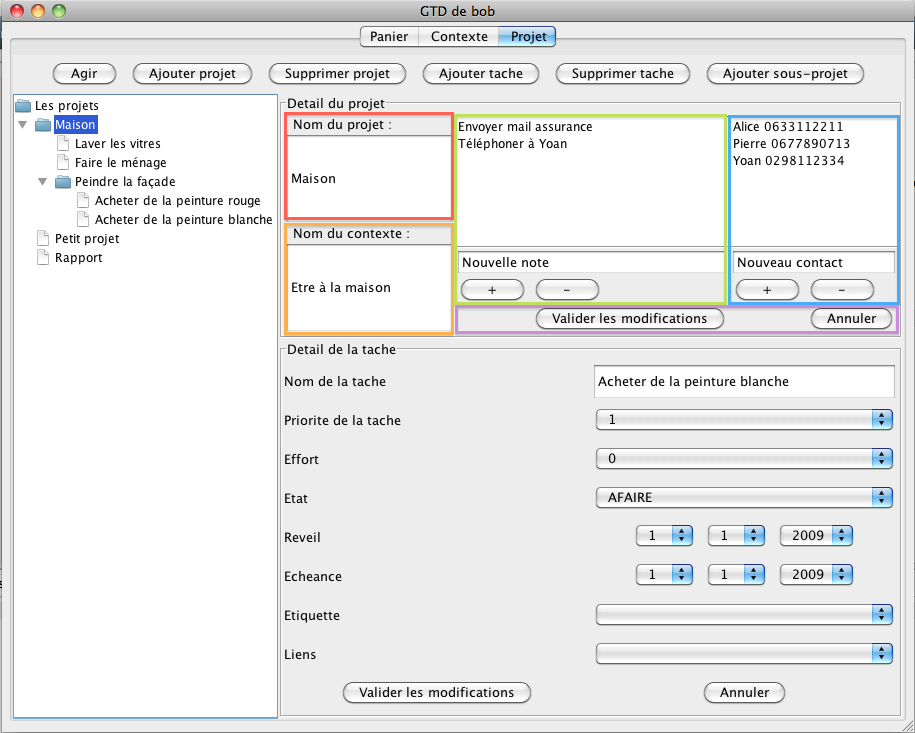 GTD de bob
Panier Contexte Projet
Agir Ajouter projet Supprimer projet Ajouter tache Supprimer tache Ajouter sous-projet
Les projets
Maison
Laver les vitres
Faire le ménage
Peindre la façade
Acheter de la peinture rouge
Acheter de la peinture blanche
Petit projet
Rapport
Detail du projet
Nom du projet :
Maison
Nom du contexte :
Etre à la maison
Envoyer mail assurance
Téléphoner à Yoan
Nouvelle note
+ -
Alice 0633112211
Pierre 0677890713
Yoan 0298112334
Nouveau contact
+ -
Valider les modifications Annuler
Detail de la tache
Nom de la tache Acheter de la peinture blanche
Priorite de la tache 1
Effort 0
Etat AFAIRE
Reveil 1 1 2009
Echeance 1 1 2009
Etiquette
Liens
Valider les modifications Annuler